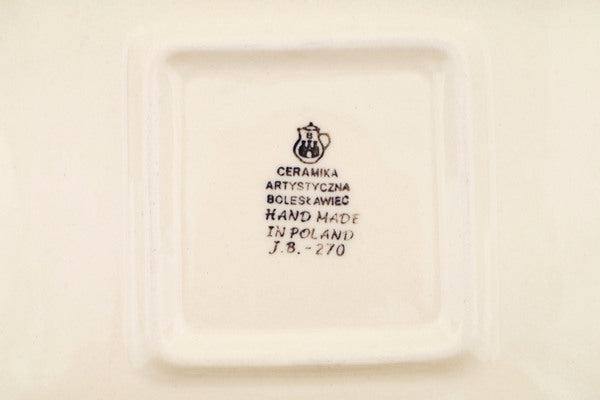 B
CERAMIKA
ARTYSTYCZNA
BOLESŁAWIEC
HAND MADE
IN POLAND
J.B.-270